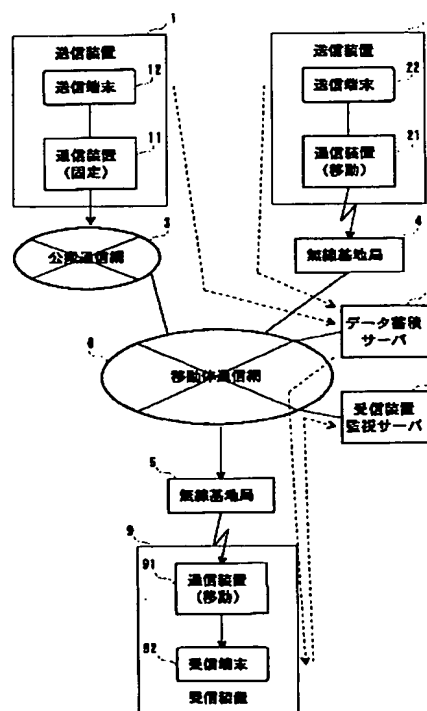 1
送信装置
送信端末
12
通信装置
(固定)
11
送信装置
送信端末
22
通信装置
(移動)
21
公衆通信網
3
無線基地局
4
データ蓄積
サーバ
移動体通信網
受信装置
監視サーバ
5
無線基地局
9
91
通信装置
(移動)
92
受信端末
受信装置